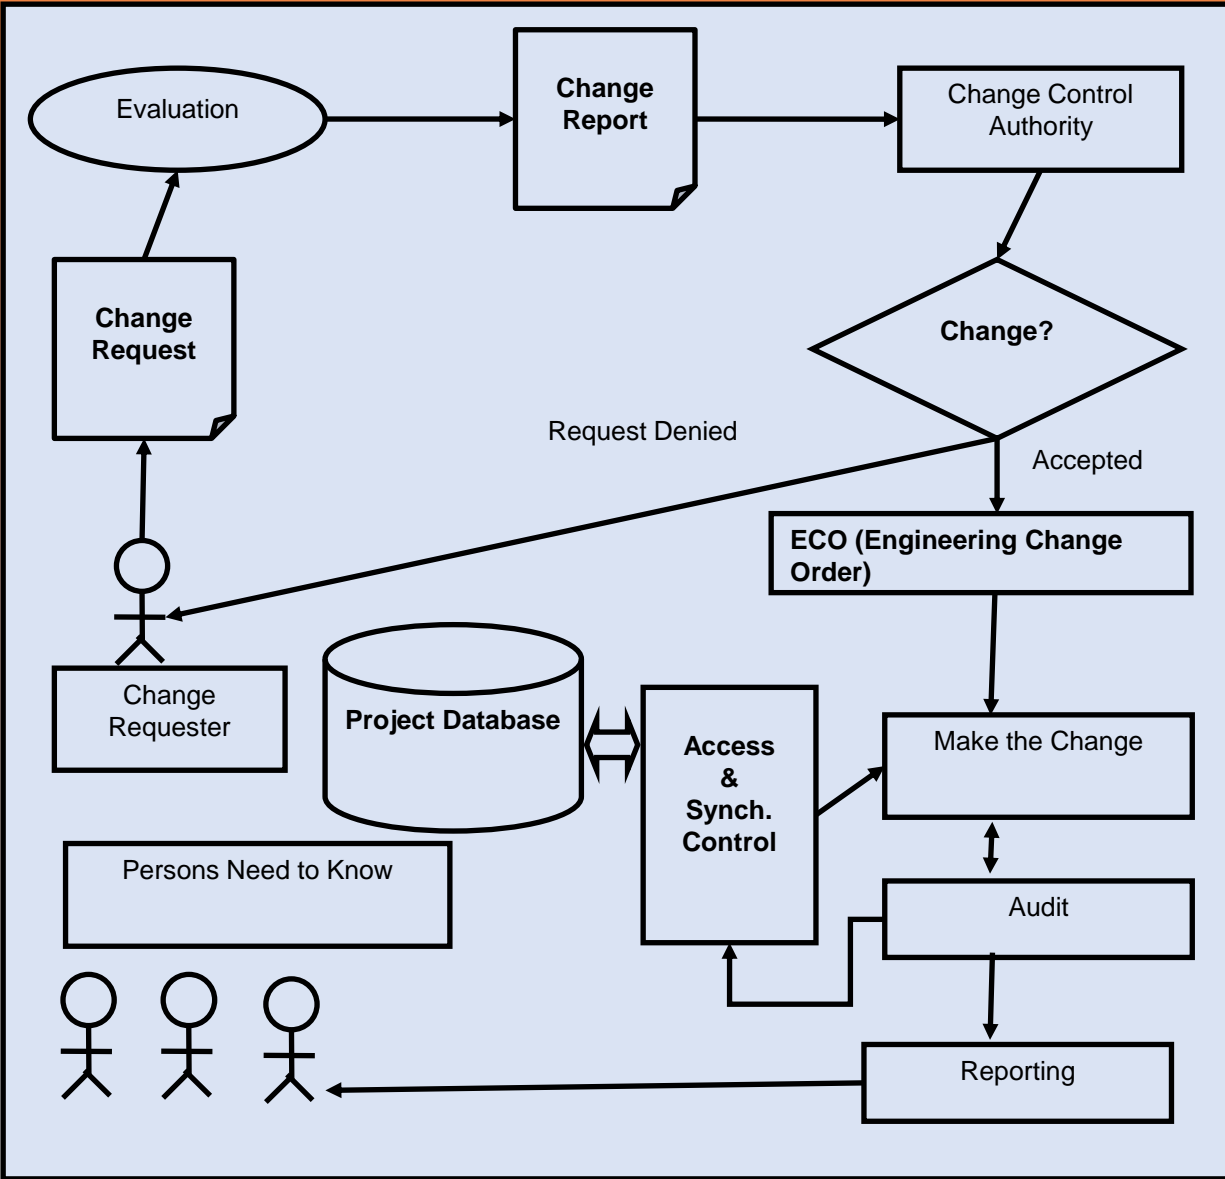 Evaluation
Change
Report
Change Control
Authority
Change
Request
Change?
Request Denied
Accepted
ECO (Engineering Change
Order)
Change
Requester
Project Database
Access
&
Synch.
Control
Make the Change
Persons Need to Know
Audit
Reporting